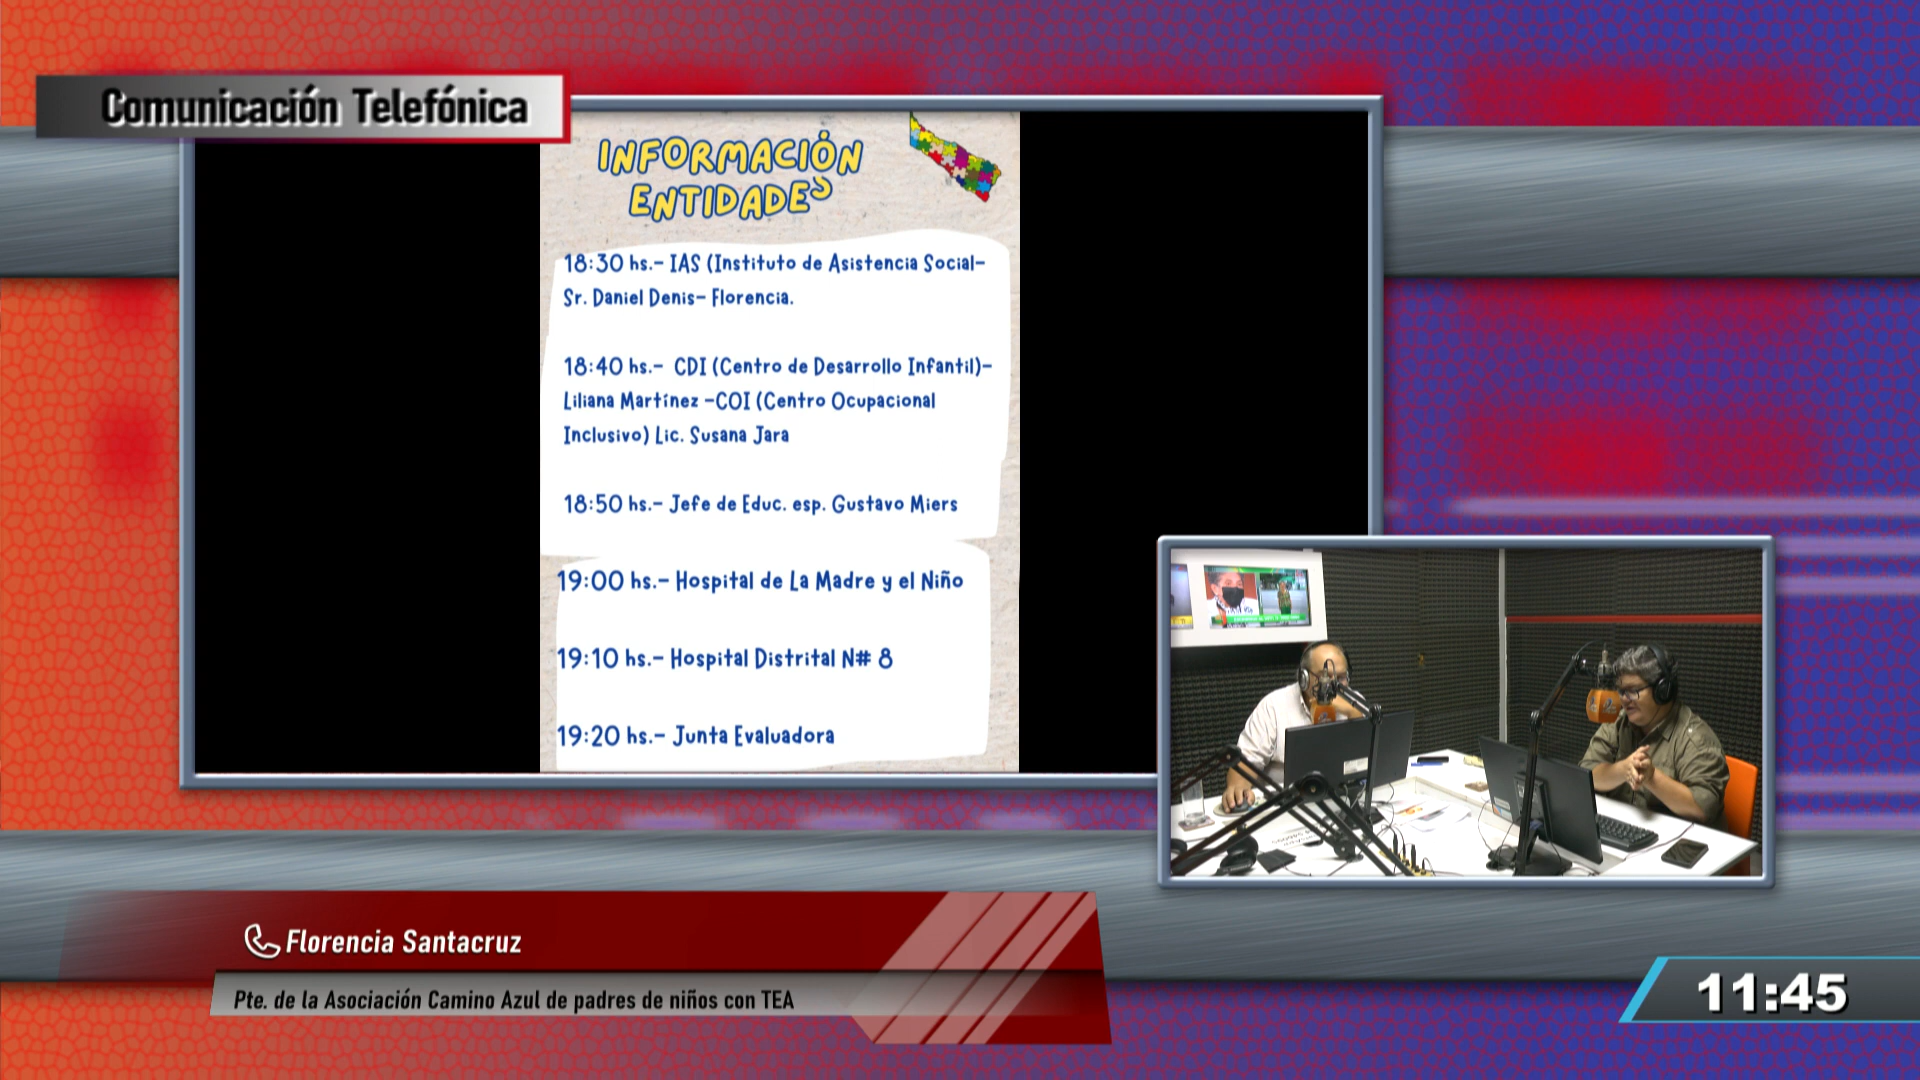 Comunicación Telefónica
INFORMACIÓN
ENTIDADES
18:30 hs.- IAS (Instituto de Asistencia Social-
Sr. Daniel Denis- Florencia.
18:40 hs.- CDI (Centro de Desarrollo Infantil)-
Liliana Martínez -COI (Centro Ocupacional
Inclusivo) Lic. Susana Jara
18:50 hs.- Jefe de Educ. esp. Gustavo Miers
19:00 hs.- Hospital de La Madre y el Niño
19:10 hs.- Hospital Distrital N# 8
19:20 hs.- Junta Evaluadora
Florencia Santacruz
Pte. de la Asociación Camino Azul de padres de niños con TEA
11:45